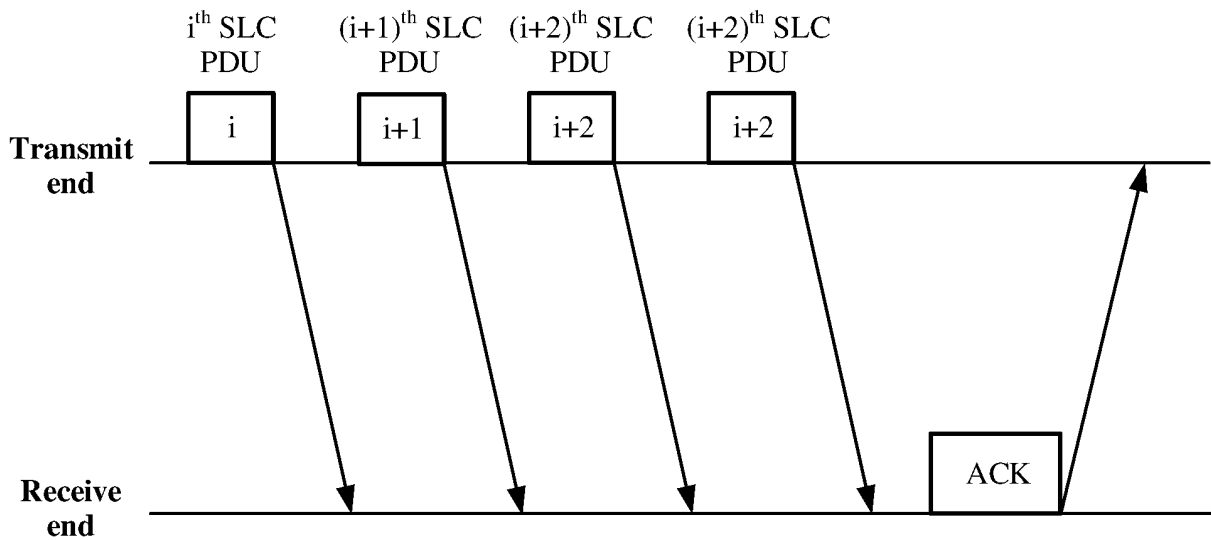 i^th SLC PDU
(i+1)^th SLC PDU
(i+2)^th SLC PDU
(i+2)^th SLC PDU
i
i+1
i+2
i+2
Transmit end
ACK
Receive end